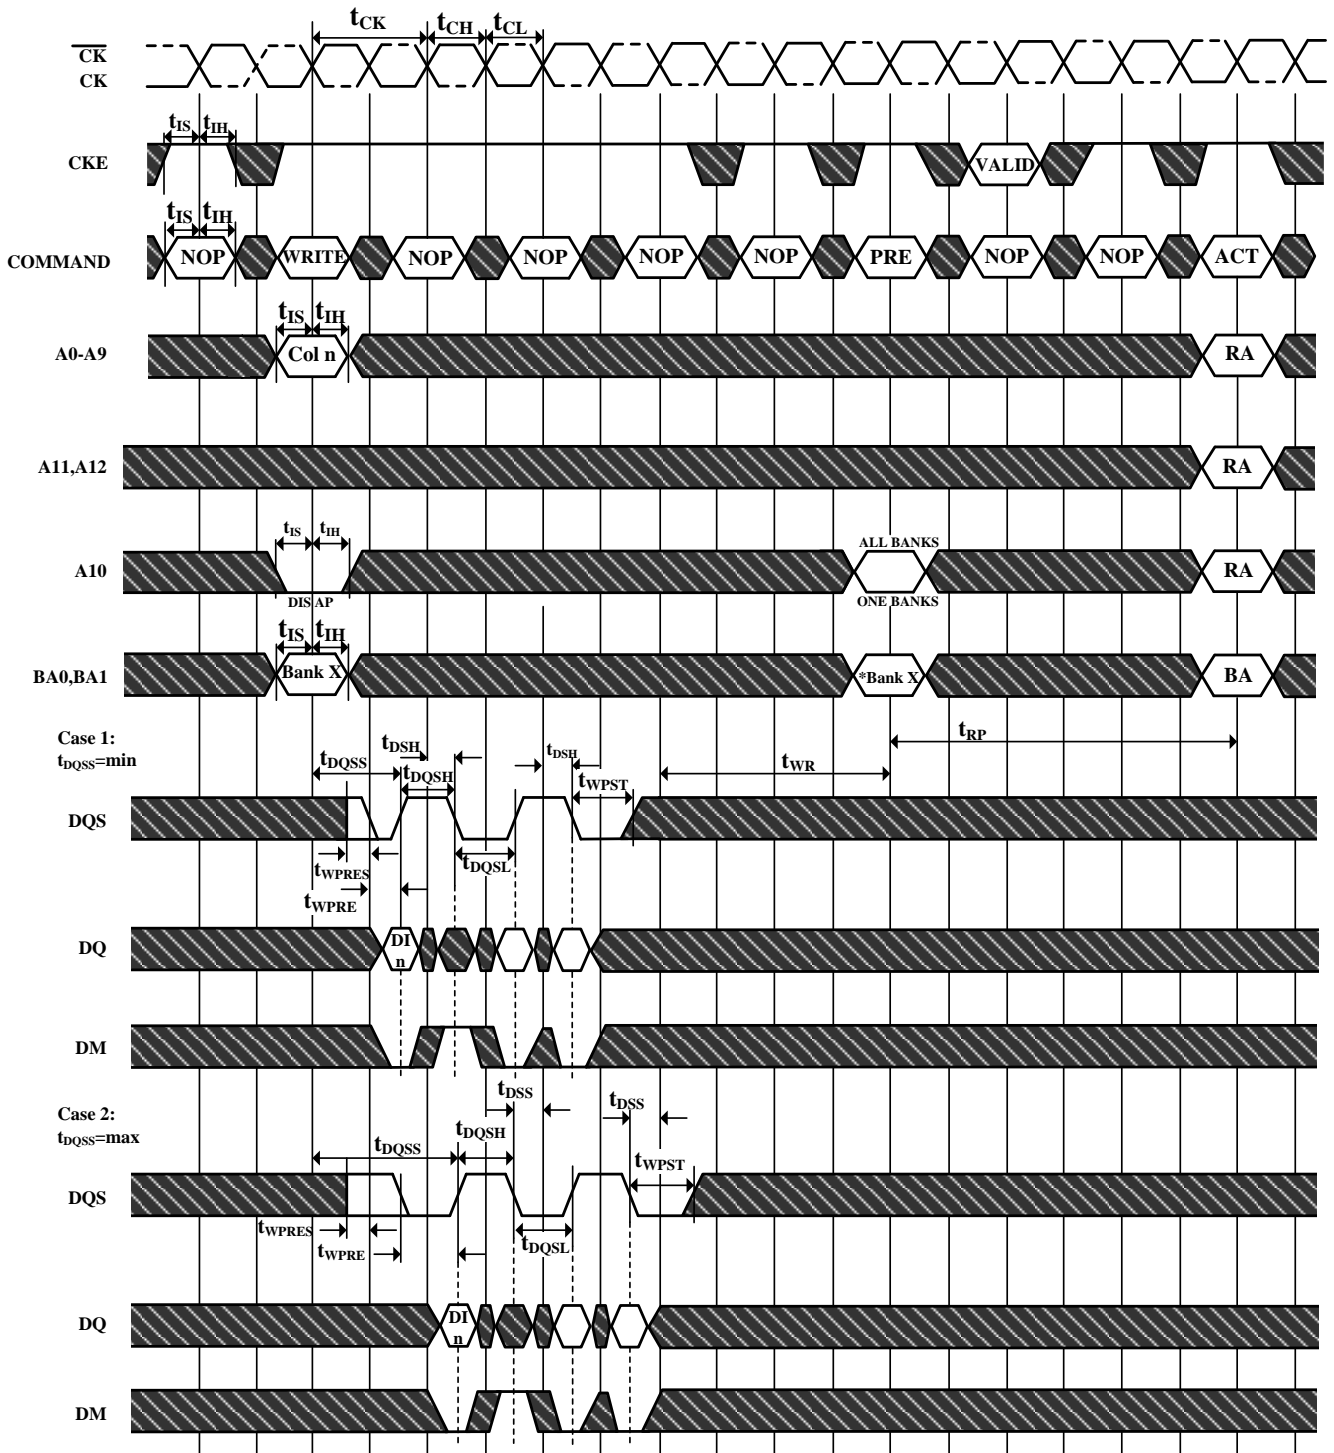 tCK tCH tCL
CK
CK
tIS tIH
CKE VALID
tIS tIH
COMMAND NOP WRITE NOP NOP NOP NOP PRE NOP NOP ACT
tIS tIH
A0-A9 Col n RA
A11,A12 RA
tIS tIH ALL BANKS
A10 RA
DIS AP ONE BANKS
tIS tIH
BA0,BA1 Bank X *Bank X BA
Case 1:
tDQSS=min
tDQSS tDSH tDQSH tDSH tWPST tWR tRP
DQS
tWPRES tDQSL
tWPRE
DQ DI n
DM
Case 2:
tDQSS=max
tDSS tDSS
tDQSS tDQSH tWPST
DQS
tWPRES tDQSL
tWPRE
DQ DI n
DM